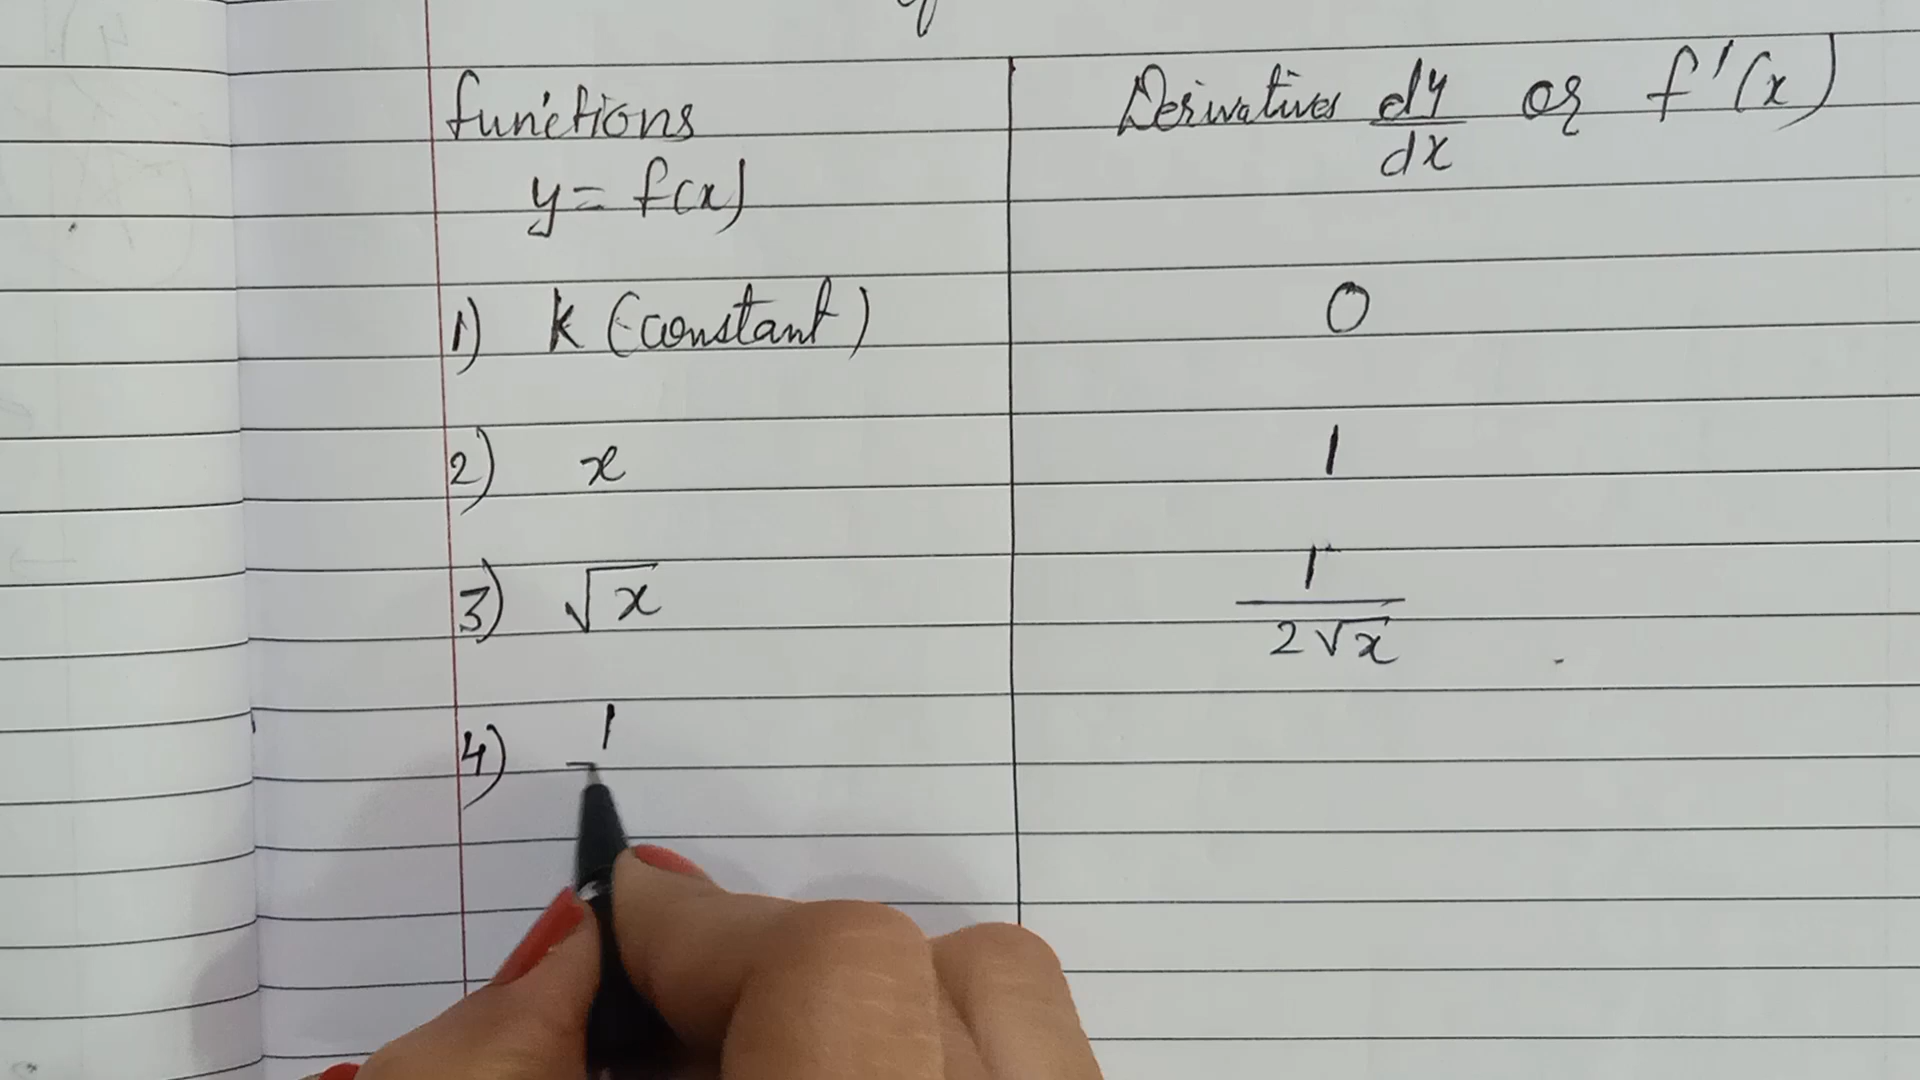 functions Derivatives dy/dx or f'(x)
y = f(x)
1) k (constant) 0
2) x 1
3) √x 1/2√x
4) 1